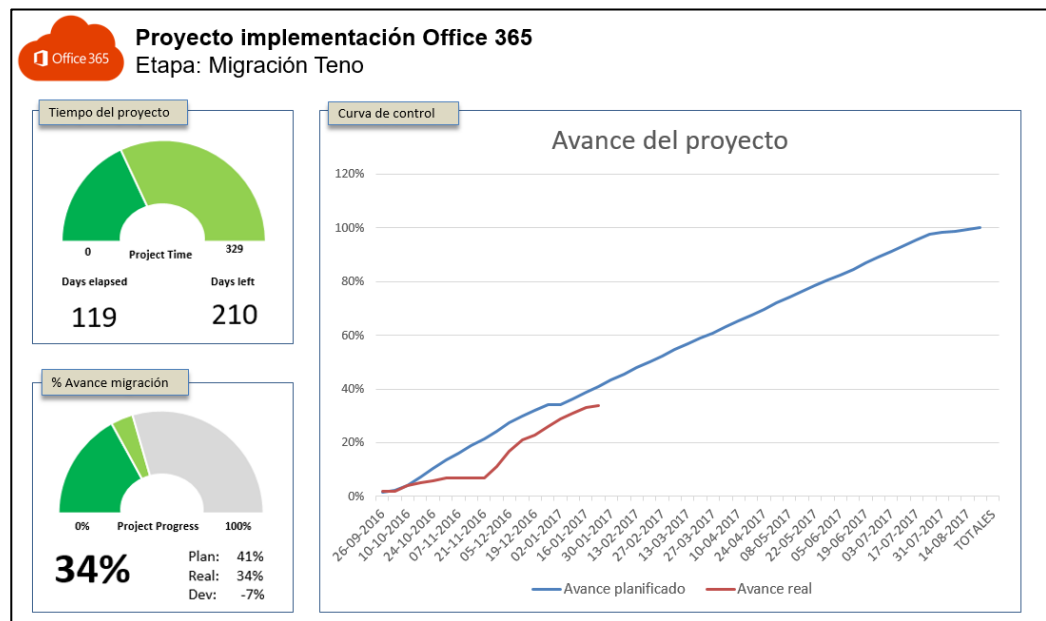 Office 365
Proyecto implementación Office 365
Etapa: Migración Teno
Tiempo del proyecto
0
Project Time
329
Days elapsed
Days left
119
210
% Avance migración
0%
Project Progress
100%
34%
Plan: 41%
Real: 34%
Dev: -7%
Curva de control
Avance del proyecto
120%
100%
80%
60%
40%
20%
0%
26-09-2016
10-10-2016
24-10-2016
07-11-2016
21-11-2016
05-12-2016
19-12-2016
02-01-2017
16-01-2017
30-01-2017
13-02-2017
27-02-2017
13-03-2017
27-03-2017
10-04-2017
24-04-2017
08-05-2017
22-05-2017
05-06-2017
19-06-2017
03-07-2017
17-07-2017
31-07-2017
14-08-2017
TOTALES
Avance planificado
Avance real